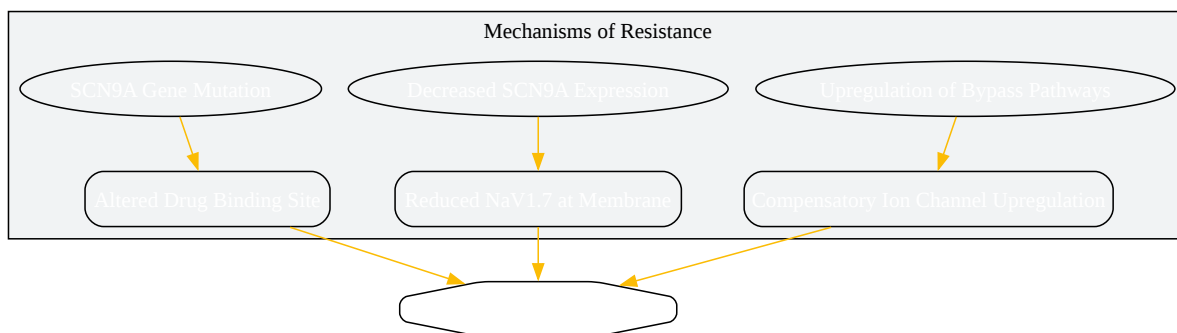 Mechanisms of Resistance
SCN9A Gene Mutation
Decreased SCN9A Expression
Upregulation of Bypass Pathways
Altered Drug Binding Site
Reduced NaV1.7 at Membrane
Compensatory Ion Channel Upregulation